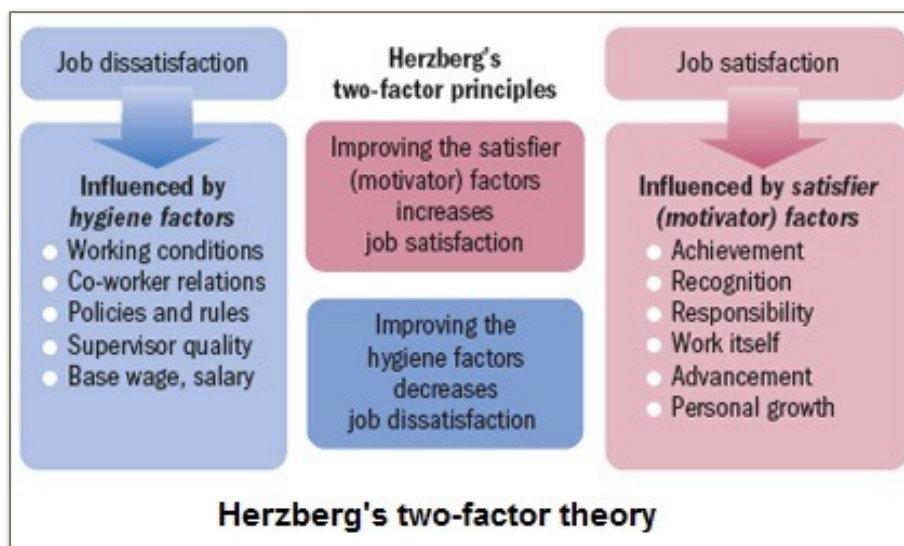 Job dissatisfaction
Influenced by
hygiene factors
Working conditions
Co-worker relations
Policies and rules
Supervisor quality
Base wage, salary
Herzberg's
two-factor principles
Improving the satisfier
(motivator) factors
increases
job satisfaction
Improving the
hygiene factors
decreases
job dissatisfaction
Job satisfaction
Influenced by satisfier
(motivator) factors
Achievement
Recognition
Responsibility
Work itself
Advancement
Personal growth
Herzberg's two-factor theory